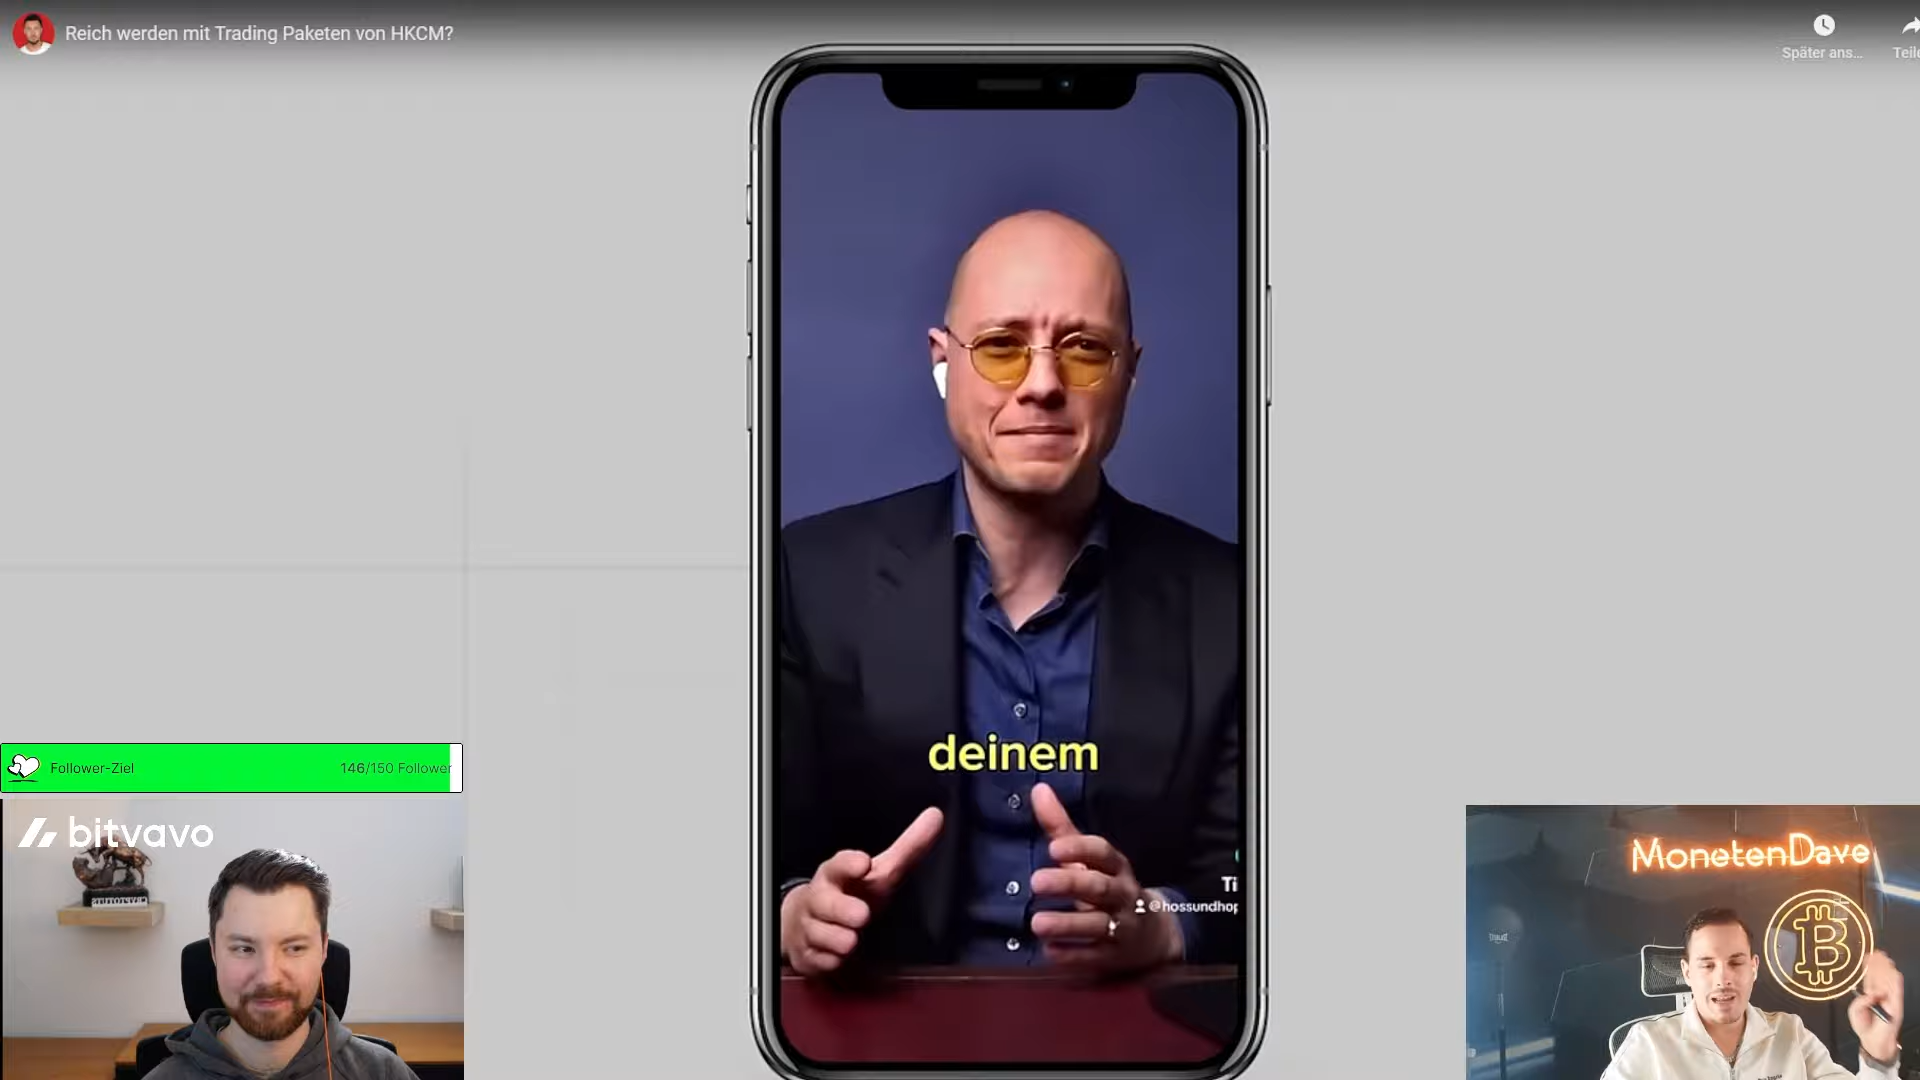 Reich werden mit Trading Paketen von HKCM?
Später ans...
Teile
deinem
Ti
@hossundhop
Follower-Ziel
146/150 Follower
bitvavo
MonetenDave